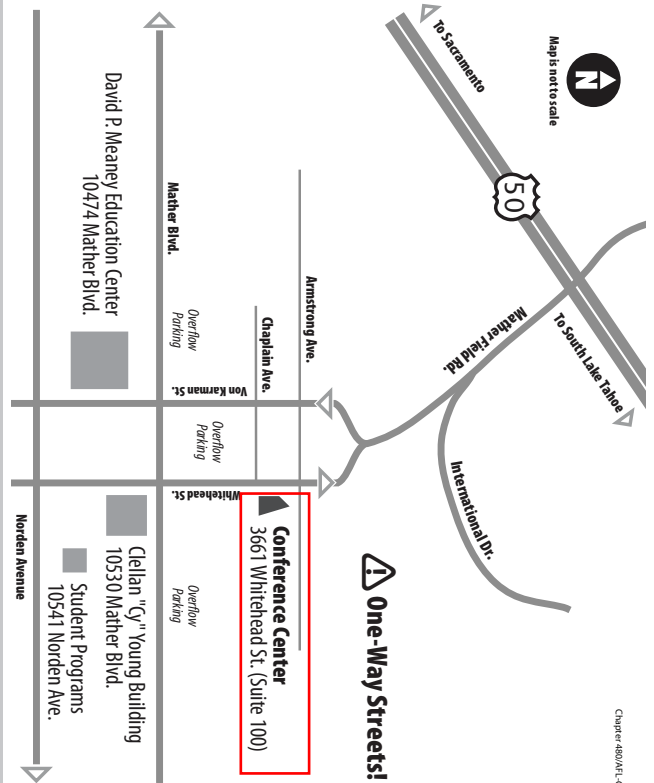 Chapter 480/AFL-
N
Map is not to scale
To Sacramento
50
To South Lake Tahoe
Mather Field Rd.
International Dr.
One-Way Streets!
Armstrong Ave.
Chaplain Ave.
Conference Center
3661 Whitehead St. (Suite 100)
Von Karman St.
Whitehead St.
Overflow
Parking
Overflow
Parking
Overflow
Parking
Mather Blvd.
David P. Meaney Education Center
10474 Mather Blvd.
Clellan "Cy" Young Building
10530 Mather Blvd.
Student Programs
10541 Norden Ave.
Norden Avenue